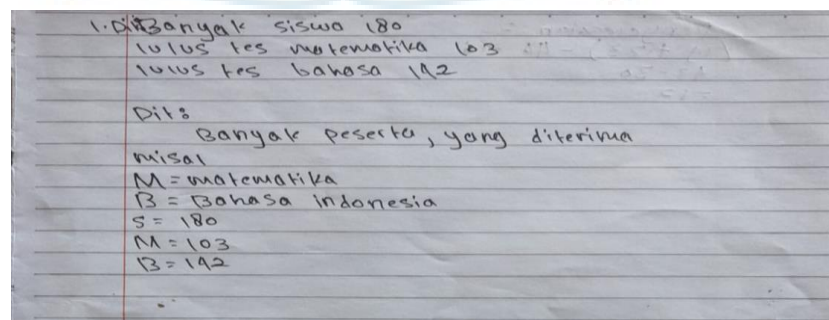 1. Dit Banyak siswa 180
lulus tes matematika 103
lulus tes bahasa 142
Dit:
Banyak peserta, yang diterima
misal
M = matematika
B = Bahasa indonesia
S = 180
M = 103
B = 142